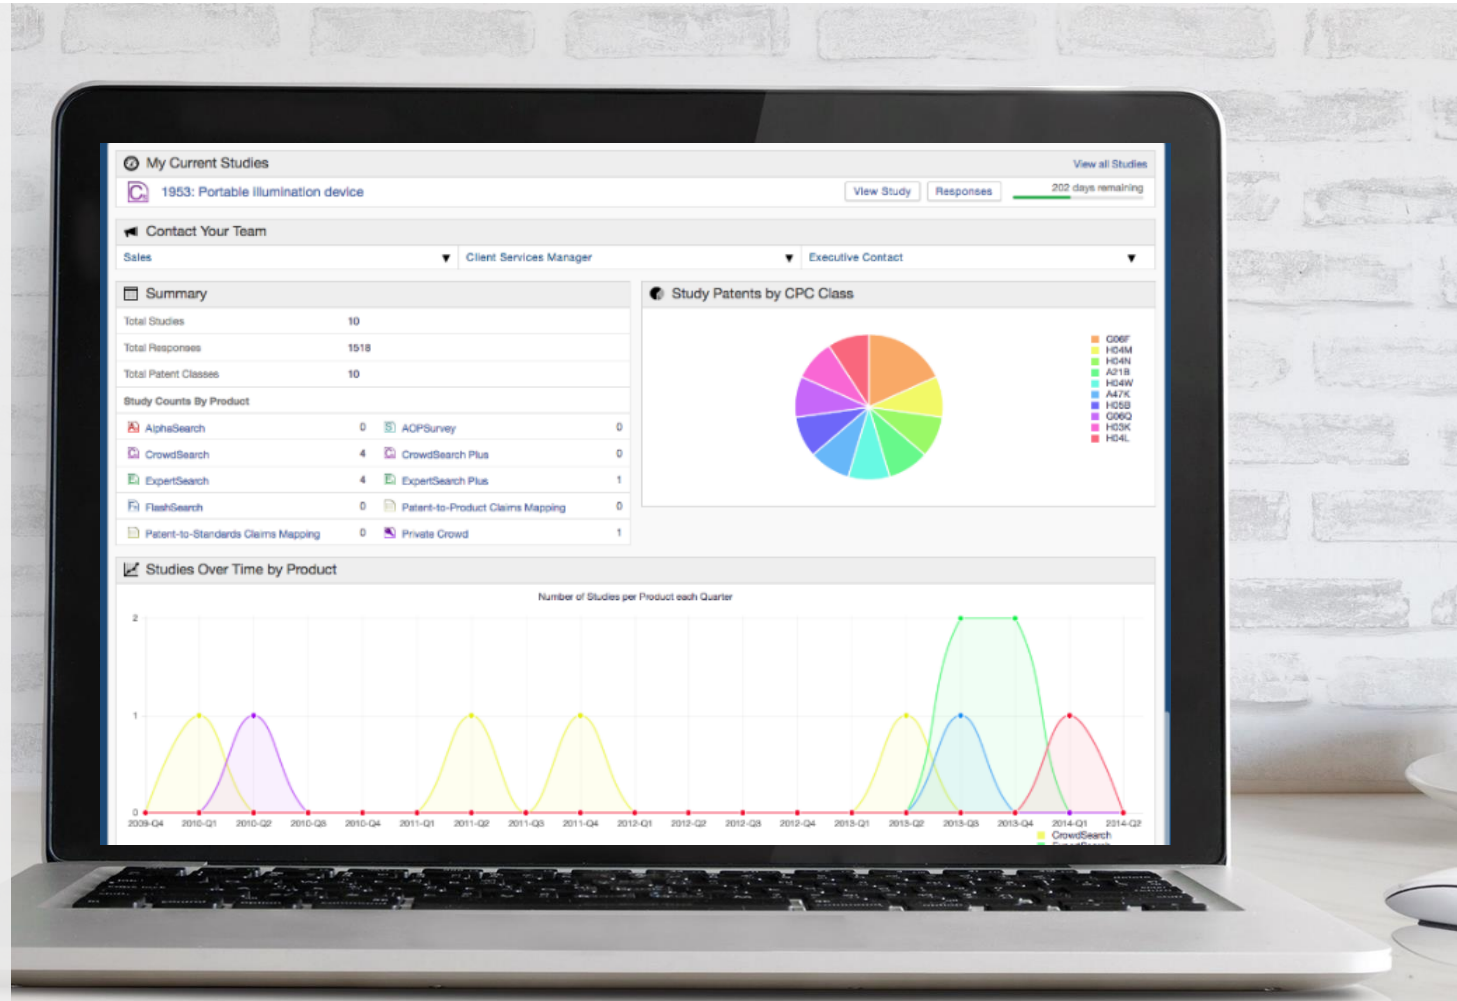 My Current Studies View all Studies
1953: Portable illumination device View Study Responses 202 days remaining
Contact Your Team
Sales Client Services Manager Executive Contact
Summary
Total Studies 10
Total Responses 1518
Total Patent Classes 10
Study Counts By Product
AlphaSearch 0 AOPSurvey 0
CrowdSearch 4 CrowdSearch Plus 0
ExpertSearch 4 ExpertSearch Plus 1
FlashSearch 0 Patent-to-Product Claims Mapping 0
Patent-to-Standards Claims Mapping 0 Private Crowd 1
Study Patents by CPC Class
G06F
H04M
H04N
A21B
H04W
A47K
H05B
G06Q
H03K
H04L
Studies Over Time by Product
Number of Studies per Product each Quarter
2
1
0
2009-Q4 2010-Q1 2010-Q2 2010-Q3 2010-Q4 2011-Q1 2011-Q2 2011-Q3 2011-Q4 2012-Q1 2012-Q2 2012-Q3 2012-Q4 2013-Q1 2013-Q2 2013-Q3 2013-Q4 2014-Q1 2014-Q2
CrowdSearch
ExpertSearch